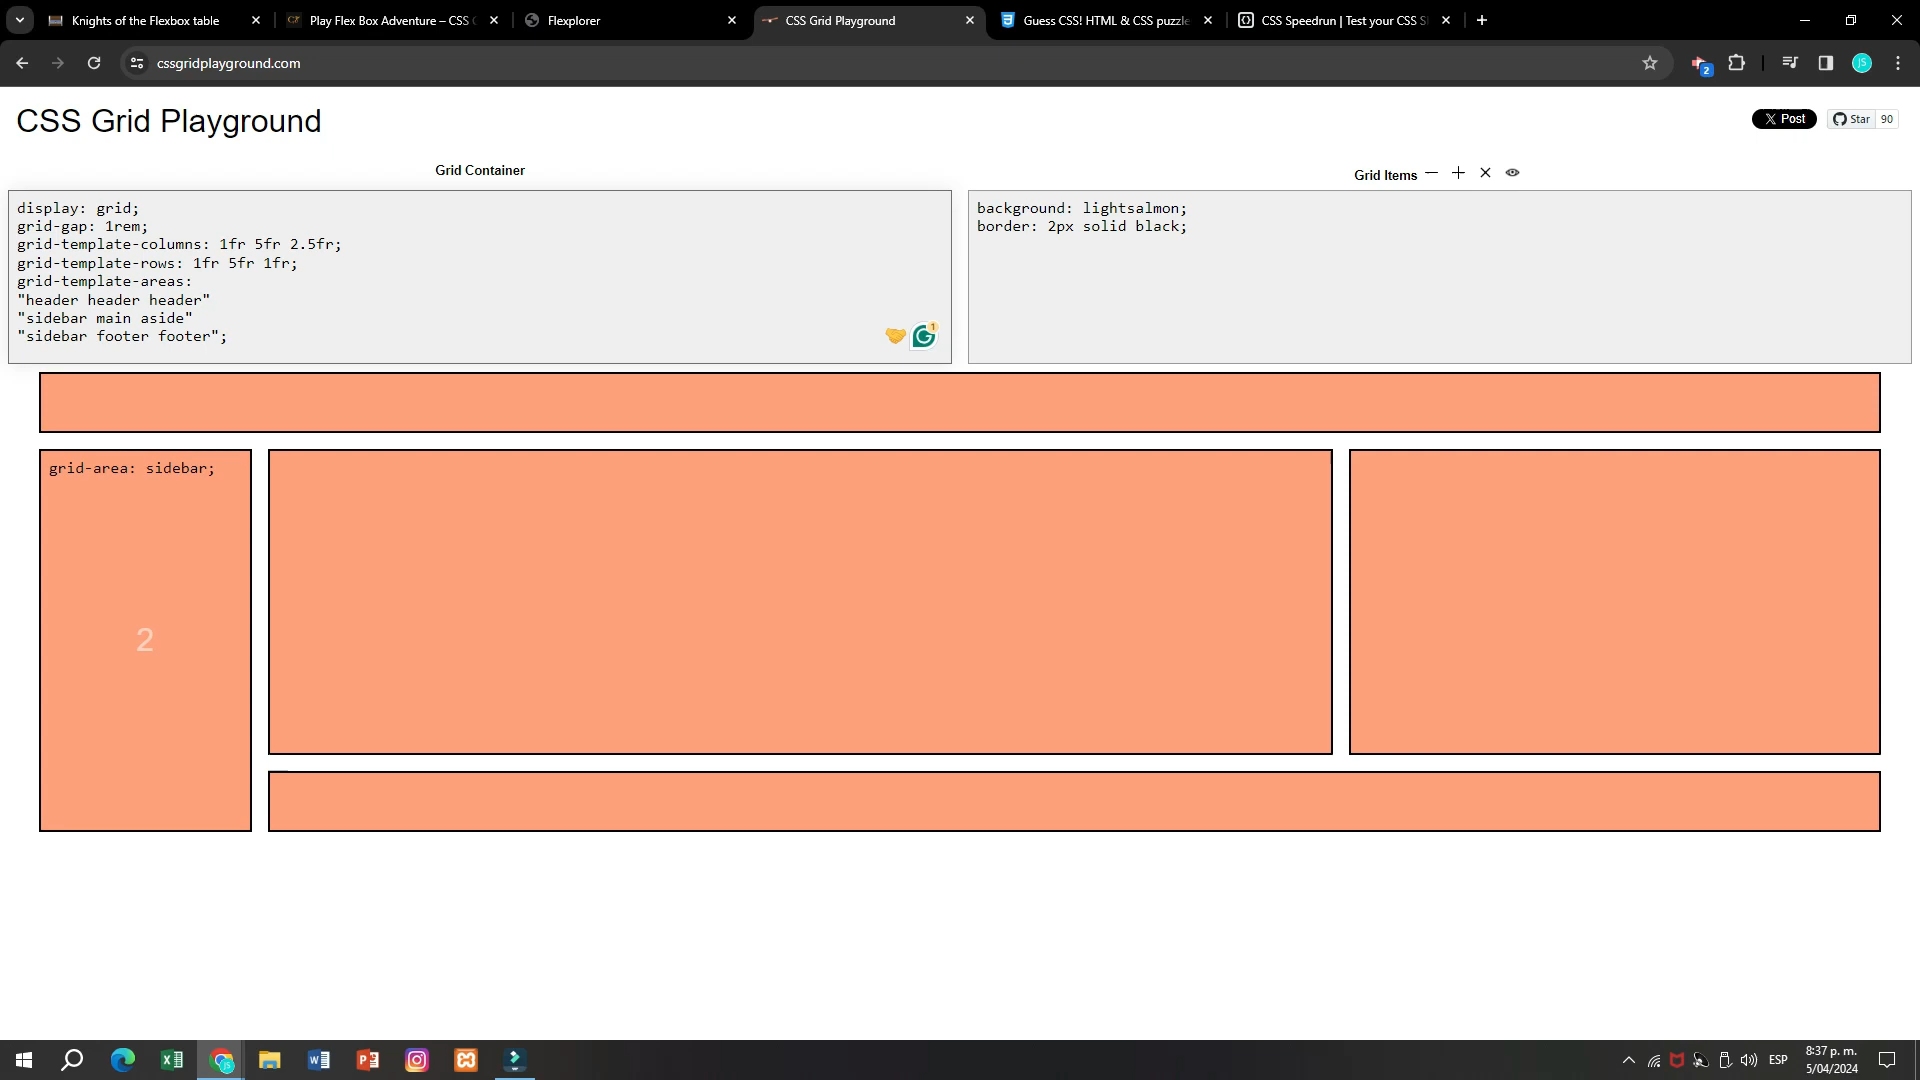 Knights of the Flexbox table
Play Flex Box Adventure – CSS
Flexplorer
CSS Grid Playground
Guess CSS! HTML & CSS puzzle
CSS Speedrun | Test your CSS
cssgridplayground.com
2
JS
CSS Grid Playground
Post
Star 90
Grid Container
Grid Items
display: grid;
grid-gap: 1rem;
grid-template-columns: 1fr 5fr 2.5fr;
grid-template-rows: 1fr 5fr 1fr;
grid-template-areas:
"header header header"
"sidebar main aside"
"sidebar footer footer";
1
background: lightsalmon;
border: 2px solid black;
grid-area: sidebar;
2
ESP
8:37 p. m.
5/04/2024